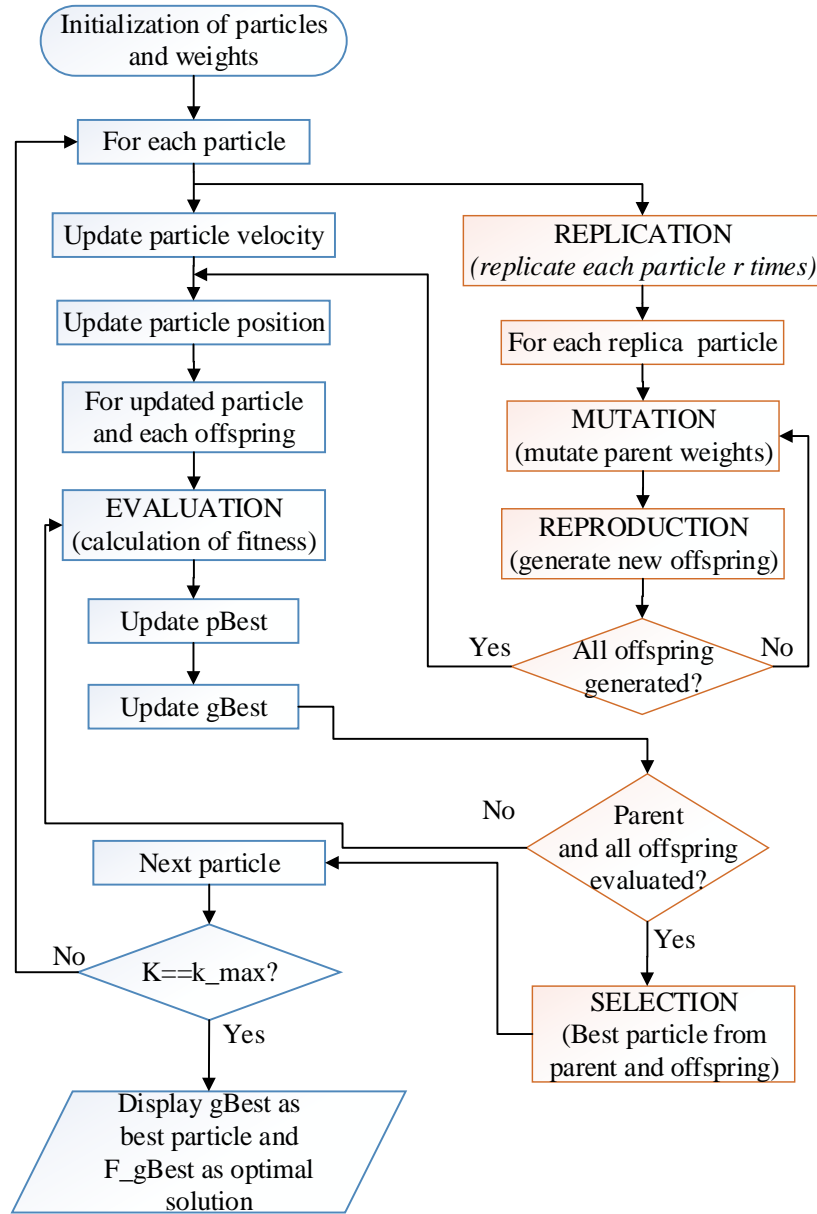 Initialization of particles
and weights
For each particle
Update particle velocity
REPLICATION
(replicate each particle r times)
Update particle position
For each replica particle
For updated particle
and each offspring
MUTATION
(mutate parent weights)
EVALUATION
(calculation of fitness)
REPRODUCTION
(generate new offspring)
Update pBest
Yes
All offspring
generated?
No
Update gBest
No
Parent
and all offspring
evaluated?
Next particle
Yes
No
K==k_max?
SELECTION
(Best particle from
parent and offspring)
Yes
Display gBest as
best particle and
F_gBest as optimal
solution